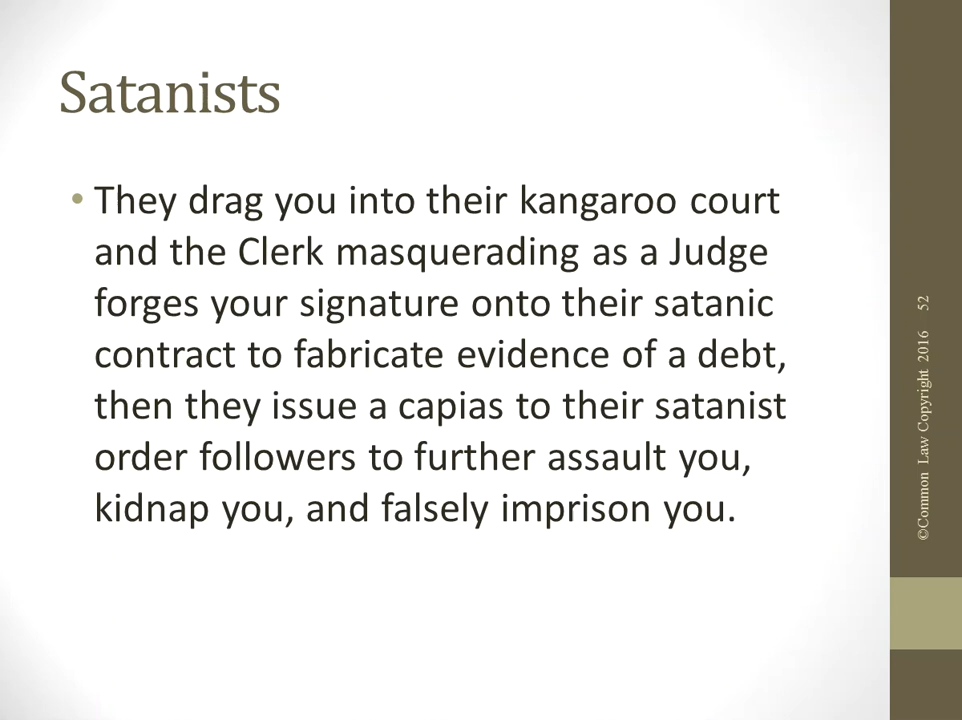 Satanists
• They drag you into their kangaroo court
and the Clerk masquerading as a Judge
forges your signature onto their satanic
contract to fabricate evidence of a debt,
then they issue a capias to their satanist
order followers to further assault you,
kidnap you, and falsely imprison you.
©Common Law Copyright 2016 52